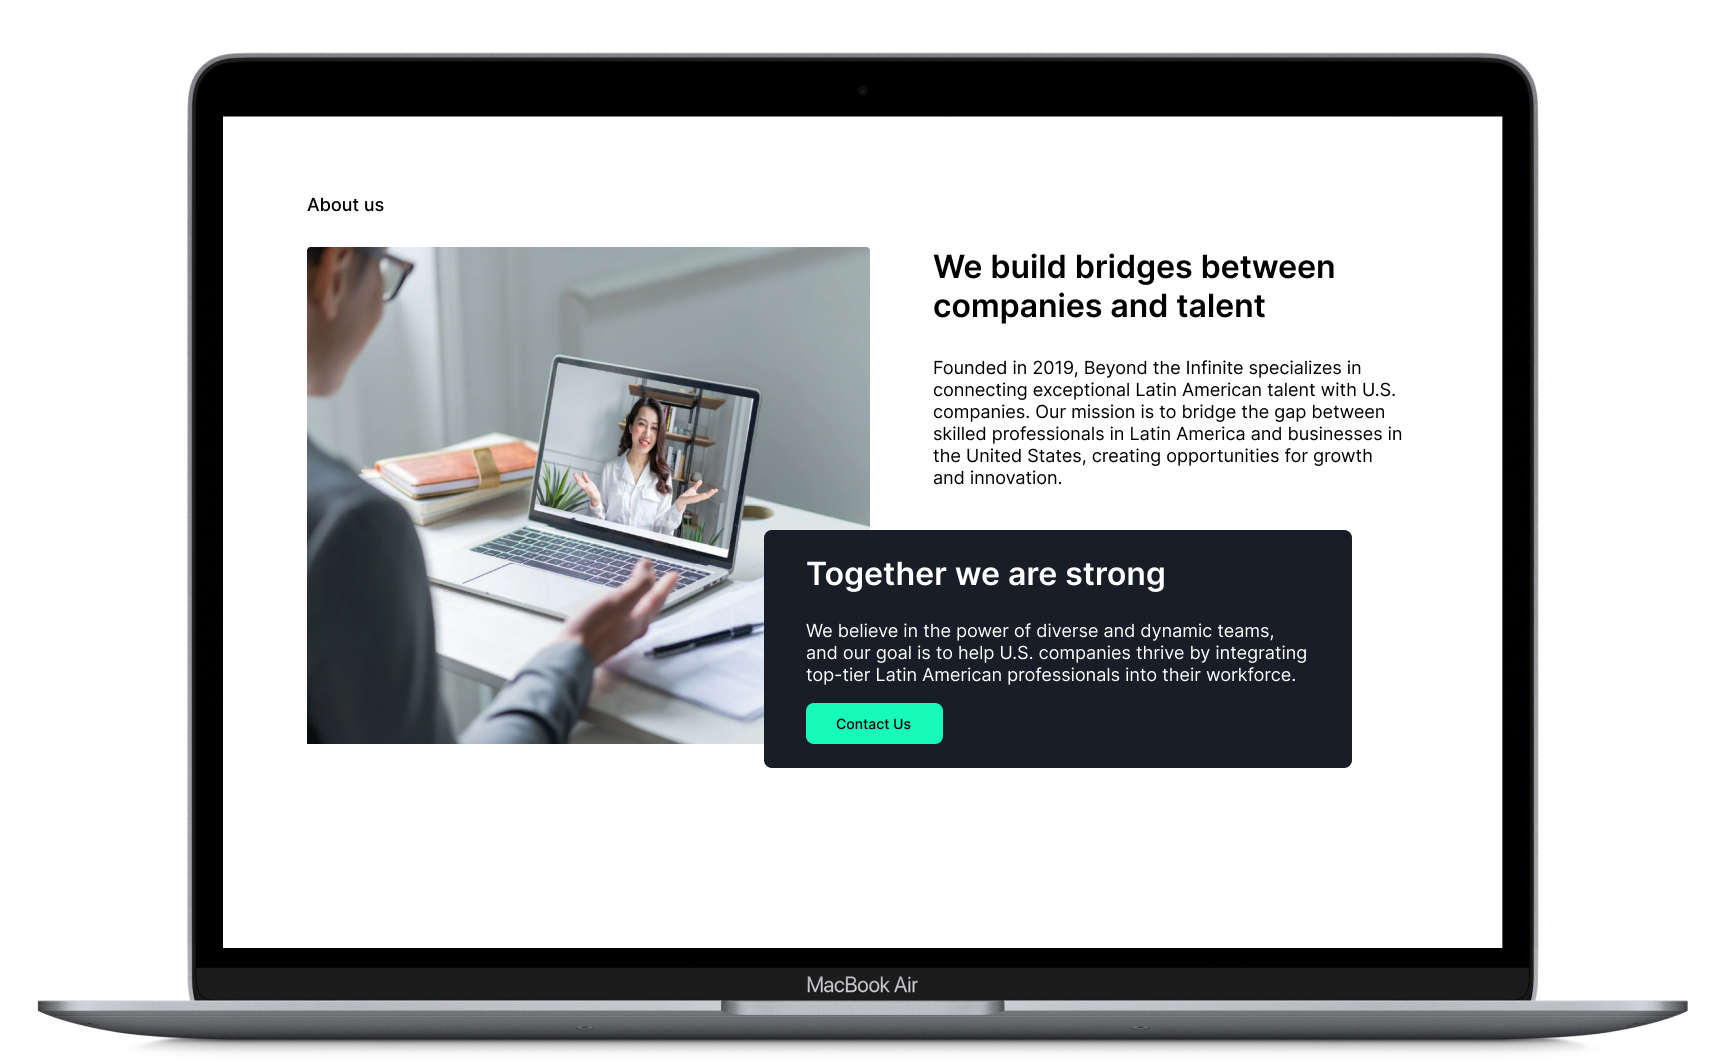 About us
We build bridges between
companies and talent
Founded in 2019, Beyond the Infinite specializes in
connecting exceptional Latin American talent with U.S.
companies. Our mission is to bridge the gap between
skilled professionals in Latin America and businesses in
the United States, creating opportunities for growth
and innovation.
Together we are strong
We believe in the power of diverse and dynamic teams,
and our goal is to help U.S. companies thrive by integrating
top-tier Latin American professionals into their workforce.
Contact Us
MacBook Air